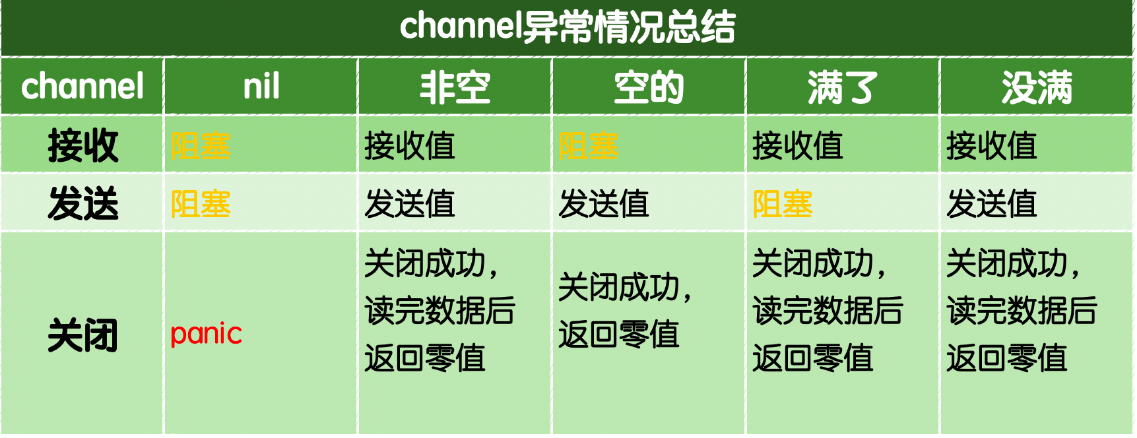 channel异常情况总结
channel nil 非空 空的 满了 没满
接收 阻塞 接收值 阻塞 接收值 接收值
发送 阻塞 发送值 发送值 阻塞 发送值
关闭 panic 关闭成功，读完数据后返回零值 关闭成功，返回零值 关闭成功，读完数据后返回零值 关闭成功，读完数据后返回零值